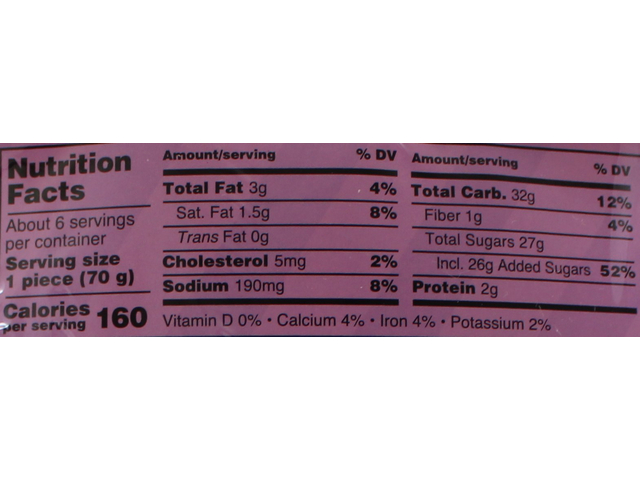 Nutrition
Facts
About 6 servings
per container
Serving size
1 piece (70 g)
Calories 160
per serving
Amount/serving % DV
Total Fat 3g 4%
Sat. Fat 1.5g 8%
Trans Fat 0g
Cholesterol 5mg 2%
Sodium 190mg 8%
Amount/serving % DV
Total Carb. 32g 12%
Fiber 1g 4%
Total Sugars 27g
Incl. 26g Added Sugars 52%
Protein 2g
Vitamin D 0% • Calcium 4% • Iron 4% • Potassium 2%